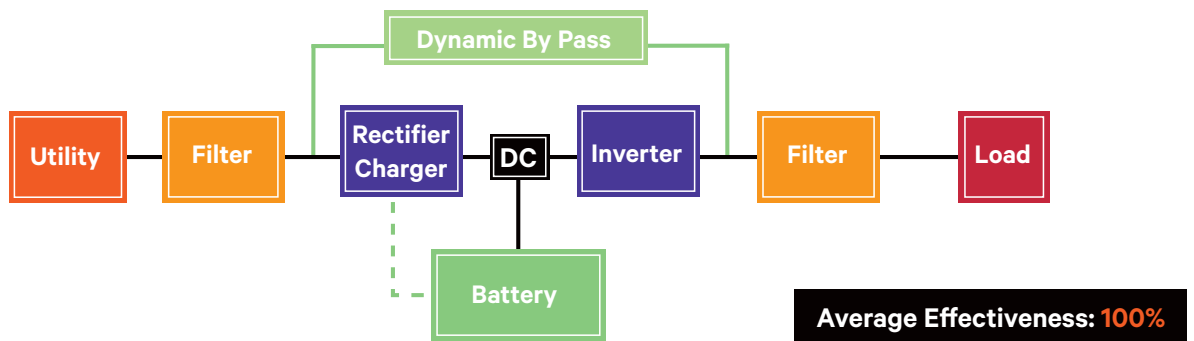 Dynamic By Pass
Utility
Filter
Rectifier
Charger
DC
Inverter
Filter
Load
Battery
Average Effectiveness: 100%